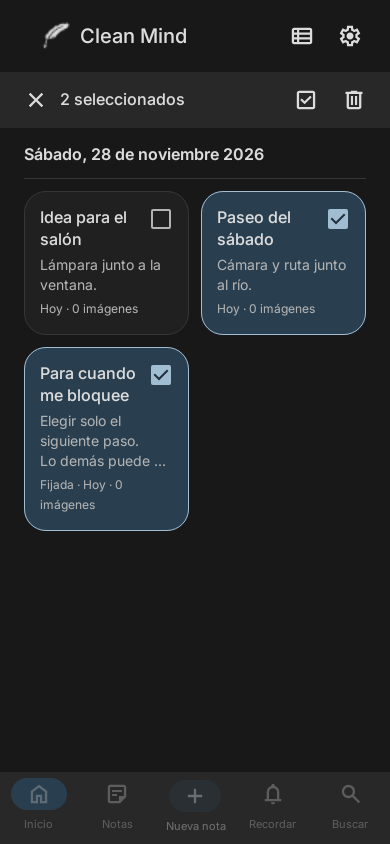 Clean Mind
2 seleccionados
Sábado, 28 de noviembre 2026
Idea para el
salón
Lámpara junto a la
ventana.
Hoy · 0 imágenes
Paseo del
sábado
Cámara y ruta junto
al río.
Hoy · 0 imágenes
Para cuando
me bloquee
Elegir solo el
siguiente paso.
Lo demás puede ...
Fijada · Hoy · 0
imágenes
Inicio
Notas
Nueva nota
Recordar
Buscar